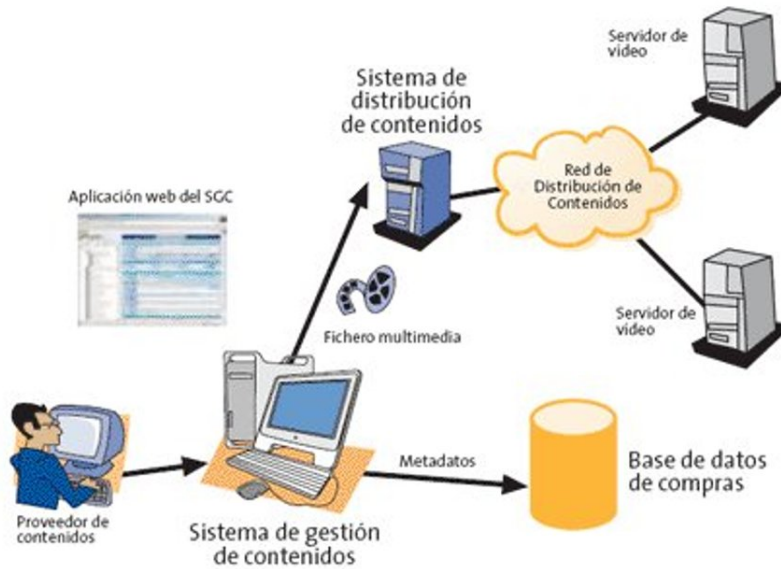 Servidor de
vídeo
Sistema de
distribución
de contenidos
Red de
Distribución de
Contenidos
Aplicación web del SGC
Servidor de
vídeo
Fichero multimedia
Metadatos
Base de datos
de compras
Proveedor de
contenidos
Sistema de gestión
de contenidos